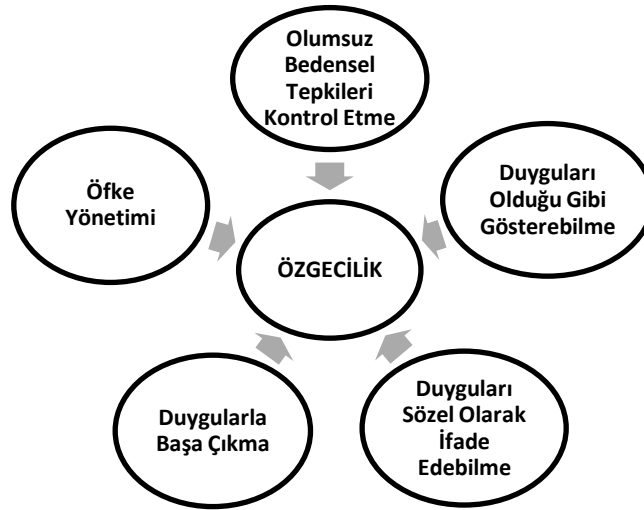 Olumsuz
Bedensel
Tepkileri
Kontrol Etme
Öfke
Yönetimi
Duyguları
Olduğu Gibi
Gösterebilme
ÖZGECİLİK
Duygularla
Başa Çıkma
Duyguları
Sözel Olarak
İfade
Edebilme